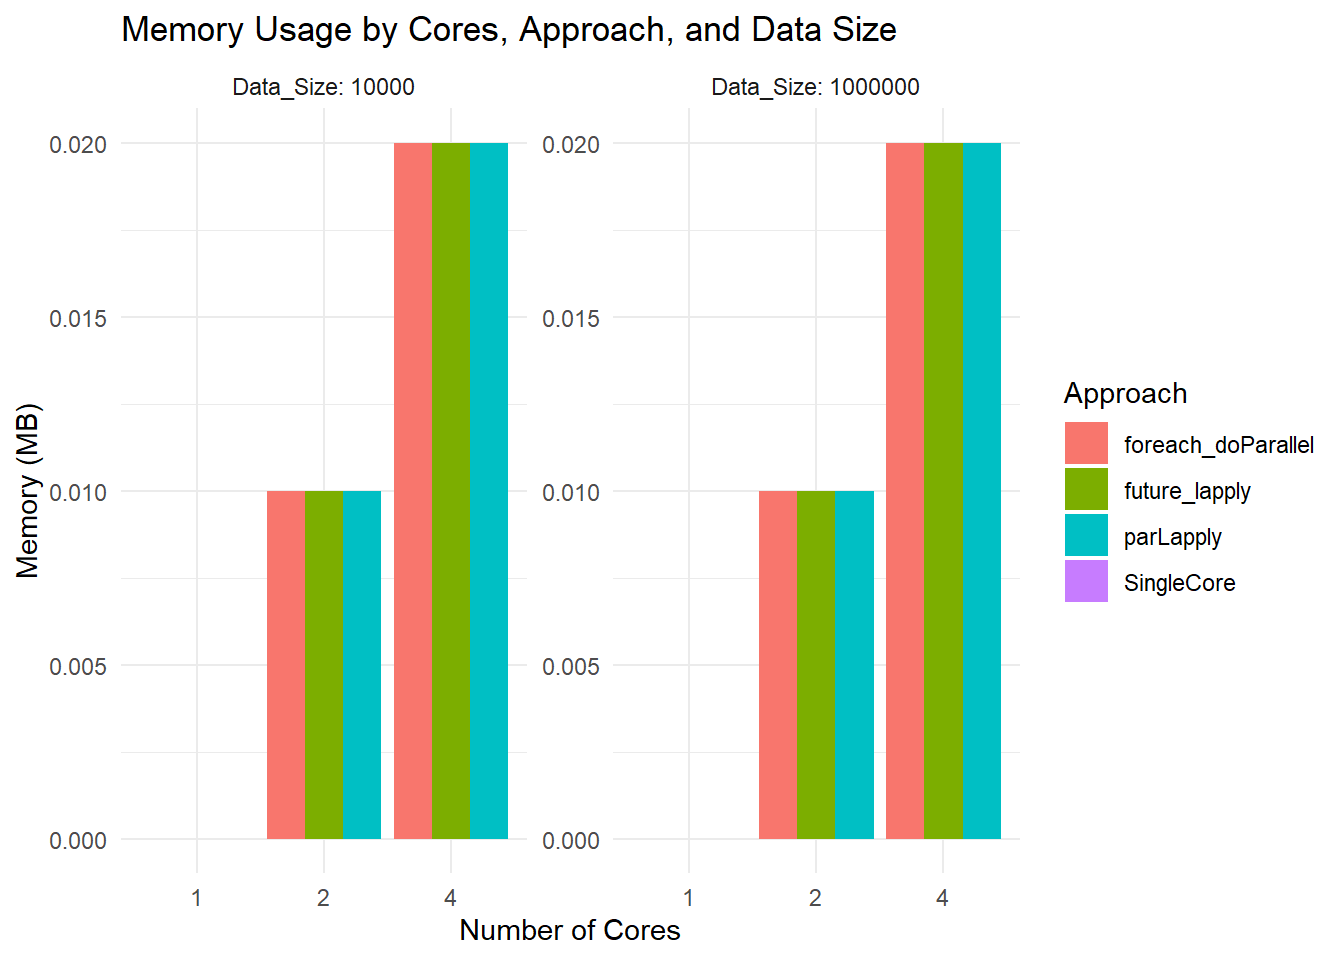 Memory Usage by Cores, Approach, and Data Size
Data_Size: 10000
Data_Size: 1000000
0.020
0.015
0.010
0.005
0.000
0.020
0.015
0.010
0.005
0.000
Memory (MB)
1
2
4
1
2
4
Number of Cores
Approach
foreach_doParallel
future_lapply
parLapply
SingleCore